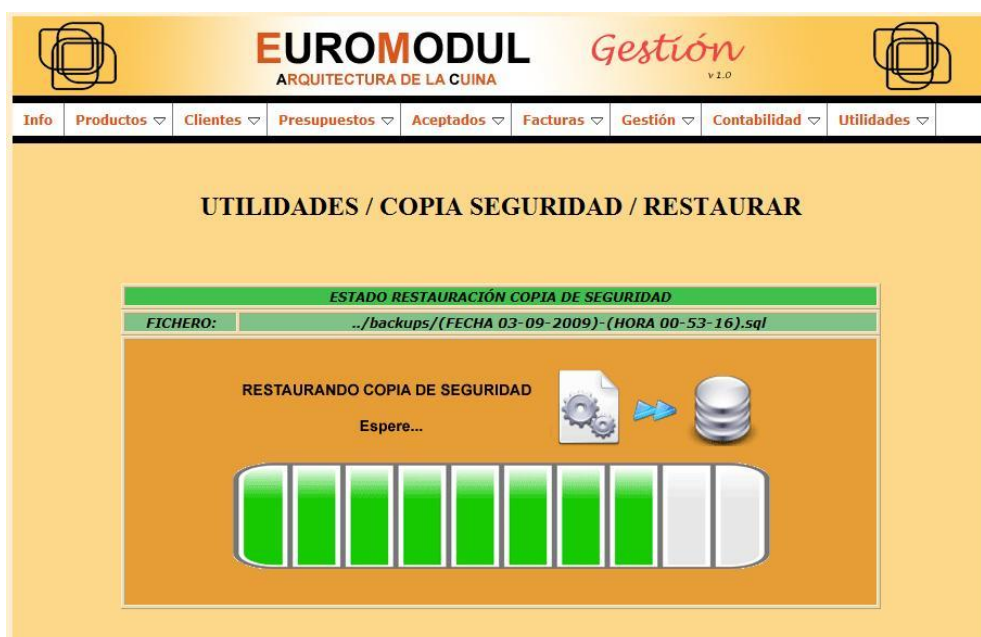 EUROMODUL Gestión
ARQUITECTURA DE LA CUINA v 1.0
Info Productos Clientes Presupuestos Aceptados Facturas Gestión Contabilidad Utilidades
UTILIDADES / COPIA SEGURIDAD / RESTAURAR
ESTADO RESTAURACIÓN COPIA DE SEGURIDAD
FICHERO: ../backups/(FECHA 03-09-2009)-(HORA 00-53-16).sql
RESTAURANDO COPIA DE SEGURIDAD
Espere...